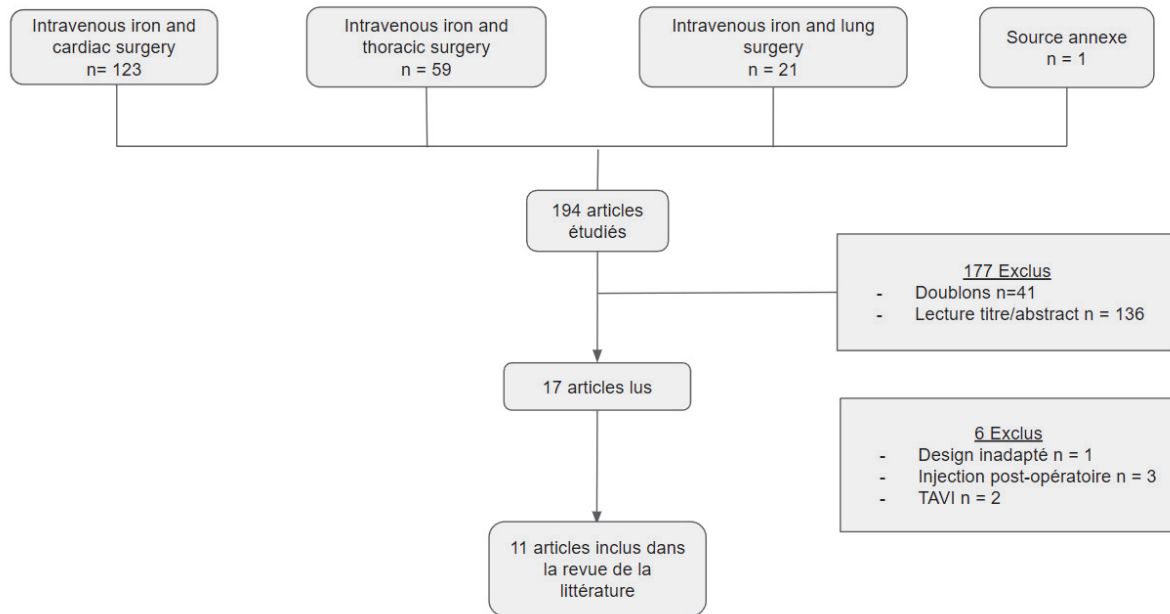 Intravenous iron and
cardiac surgery
n= 123
Intravenous iron and
thoracic surgery
n = 59
Intravenous iron and lung
surgery
n = 21
Source annexe
n = 1
194 articles
étudiés
177 Exclus
- Doublons n=41
- Lecture titre/abstract n = 136
17 articles lus
6 Exclus
- Design inadapté n = 1
- Injection post-opératoire n = 3
- TAVI n = 2
11 articles inclus dans
la revue de la
littérature